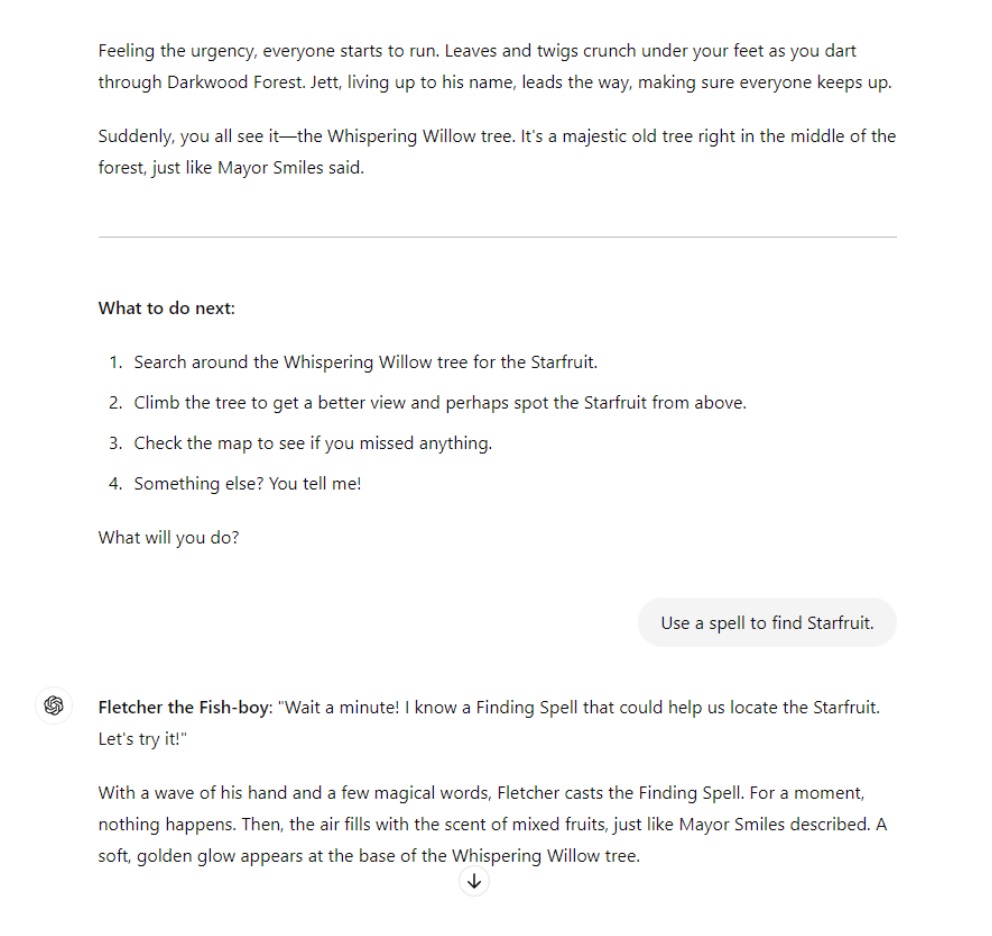 Feeling the urgency, everyone starts to run. Leaves and twigs crunch under your feet as you dart
through Darkwood Forest. Jett, living up to his name, leads the way, making sure everyone keeps up.
Suddenly, you all see it—the Whispering Willow tree. It's a majestic old tree right in the middle of the
forest, just like Mayor Smiles said.
What to do next:
1. Search around the Whispering Willow tree for the Starfruit.
2. Climb the tree to get a better view and perhaps spot the Starfruit from above.
3. Check the map to see if you missed anything.
4. Something else? You tell me!
What will you do?
Use a spell to find Starfruit.
Fletcher the Fish-boy: "Wait a minute! I know a Finding Spell that could help us locate the Starfruit.
Let's try it!"
With a wave of his hand and a few magical words, Fletcher casts the Finding Spell. For a moment,
nothing happens. Then, the air fills with the scent of mixed fruits, just like Mayor Smiles described. A
soft, golden glow appears at the base of the Whispering Willow tree.